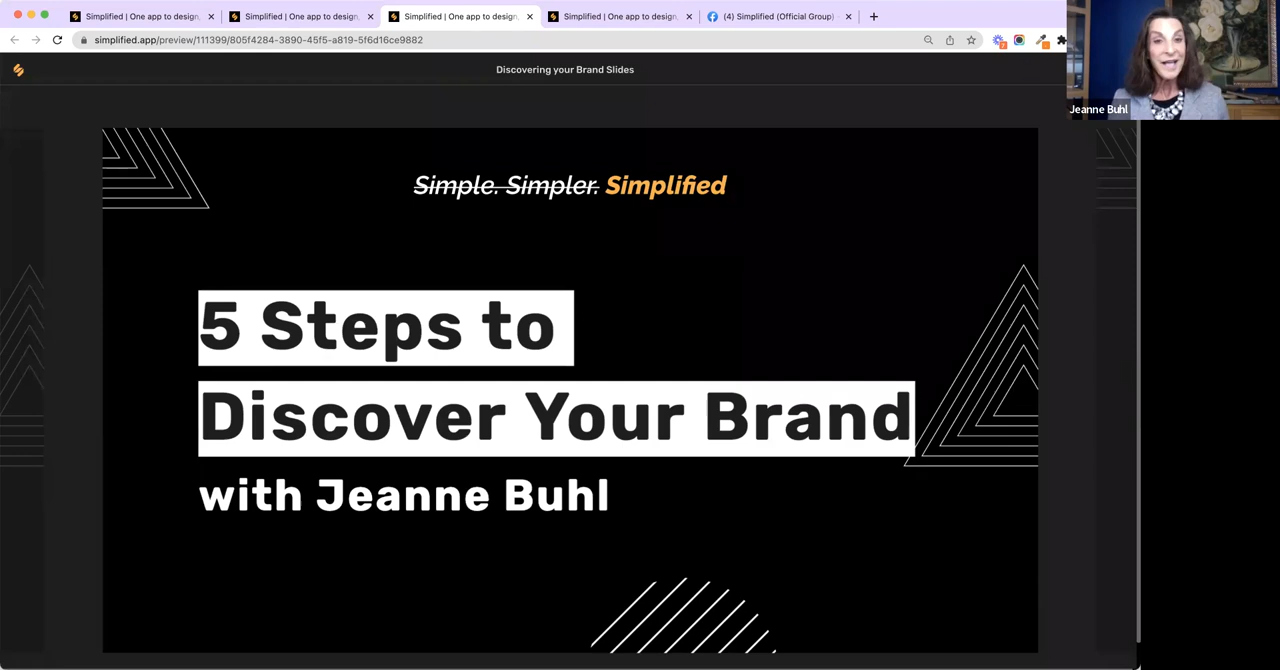 Simplified | One app to design,
Simplified | One app to design,
Simplified | One app to design,
Simplified | One app to design,
(4) Simplified (Official Group)
simplified.app/preview/111399/805f4284-3890-45f5-a819-5f6d16ce9882
Discovering your Brand Slides
Jeanne Buhl
Simple. Simpler. Simplified
5 Steps to
Discover Your Brand
with Jeanne Buhl